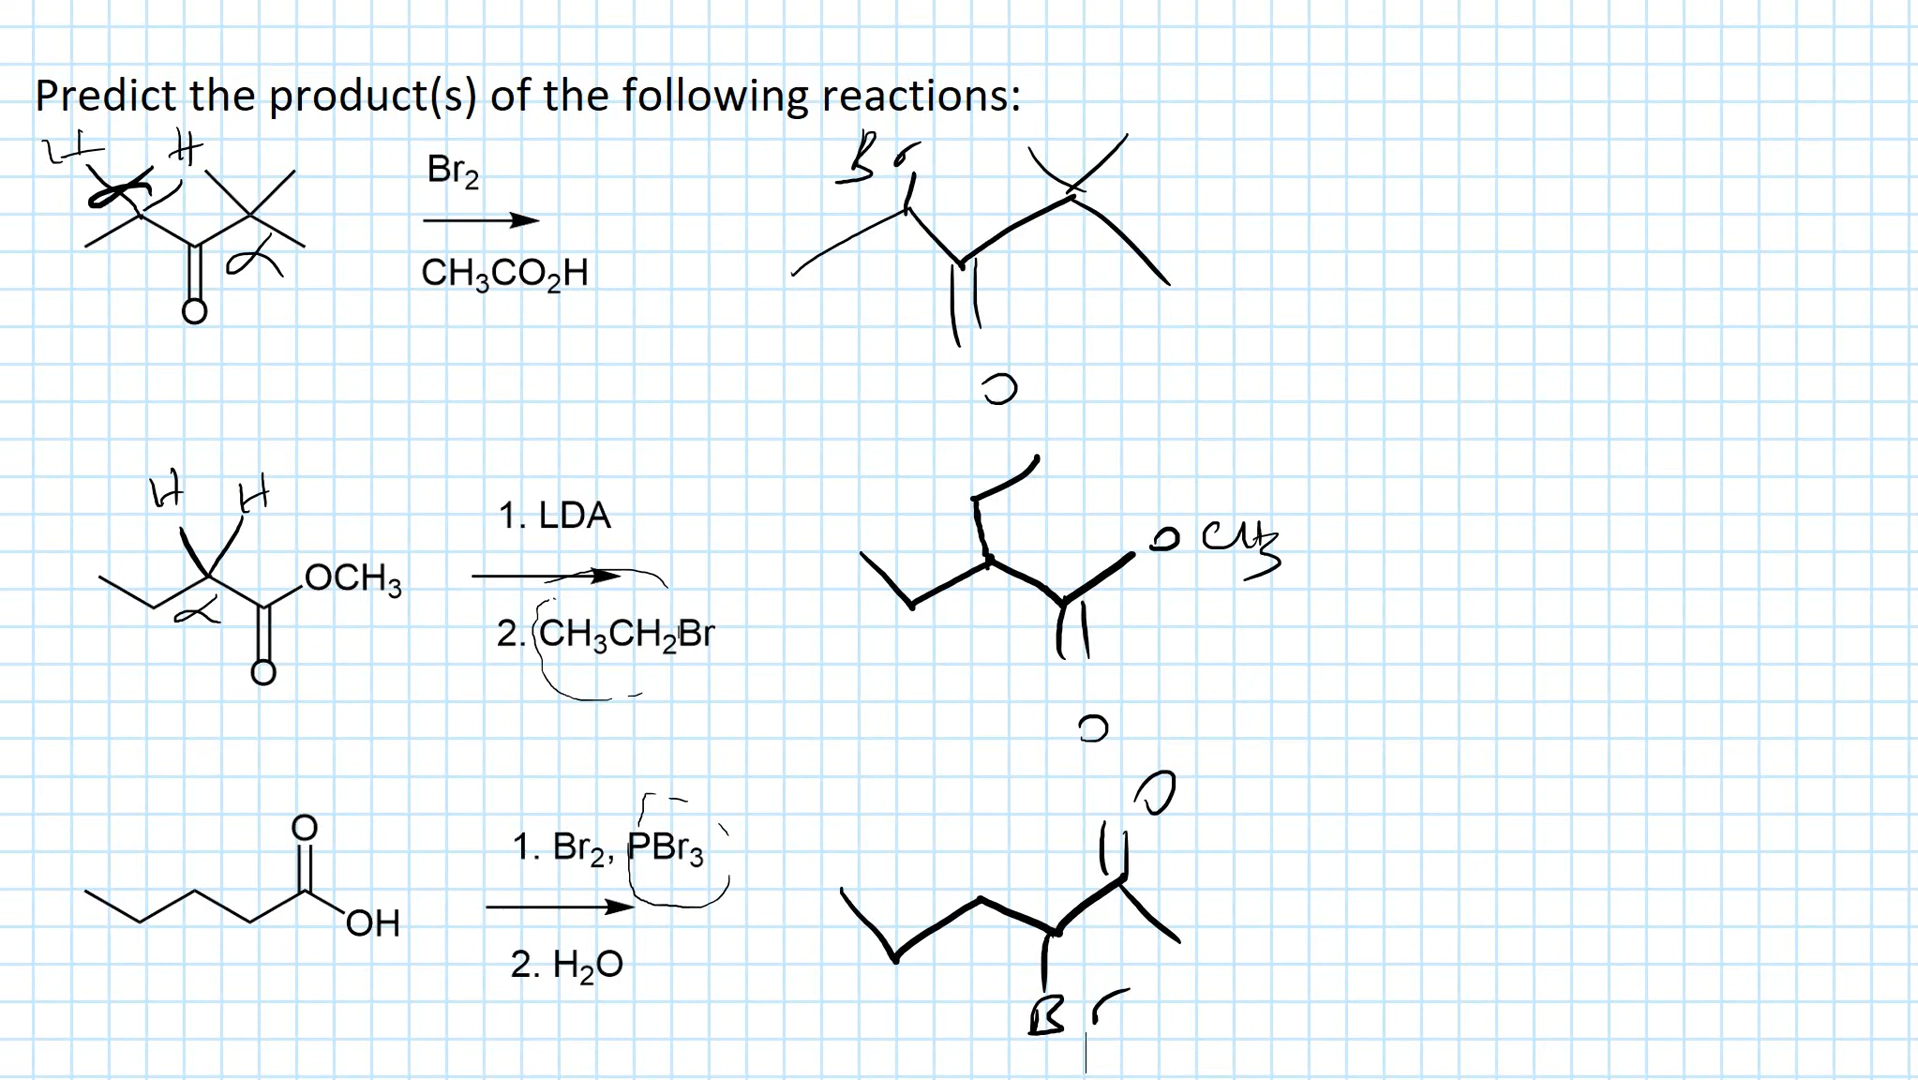 Predict the product(s) of the following reactions:
H H
Br₂
CH₃CO₂H
α
O
Br
O
H H
1. LDA
OCH₃
α
2. CH₃CH₂Br
O
OCH₃
O
O
1. Br₂, PBr₃
OH
2. H₂O
O
Br